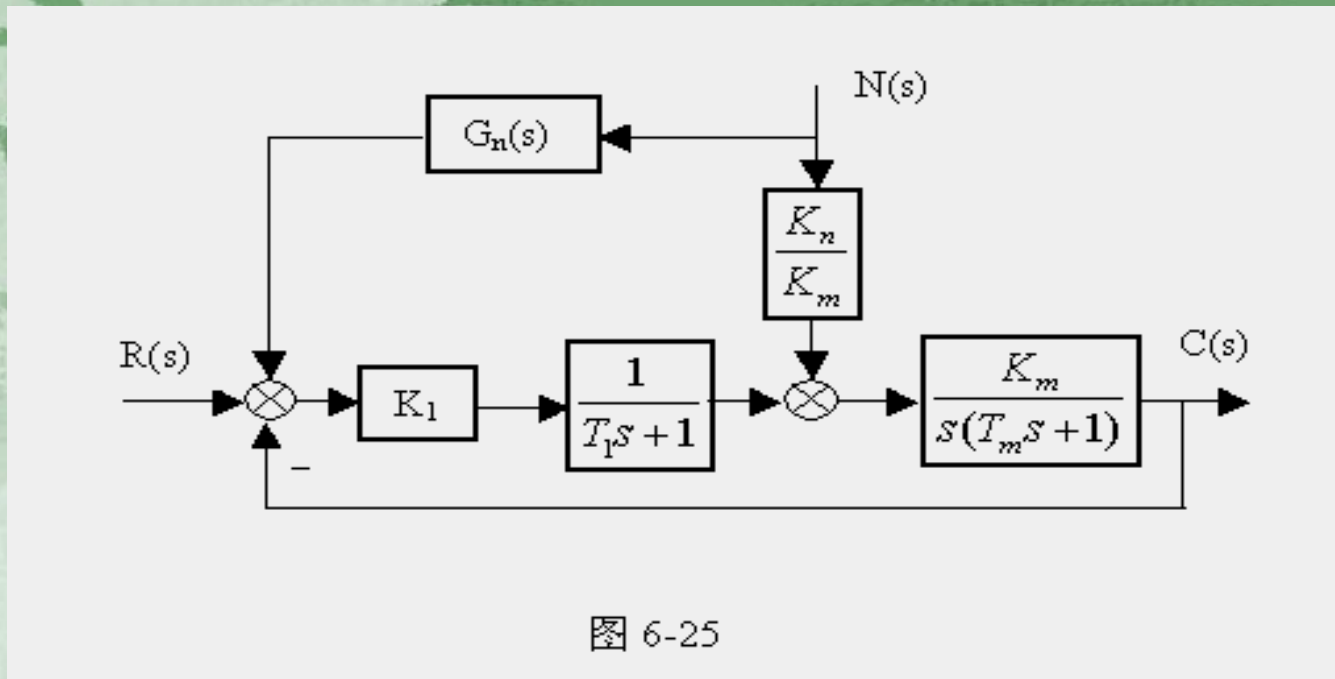 N(s)
Gₙ(s)
Kₙ
Kₘ
R(s)
K₁
1
T₁s + 1
Kₘ
s(Tₘs + 1)
C(s)
−
图 6-25